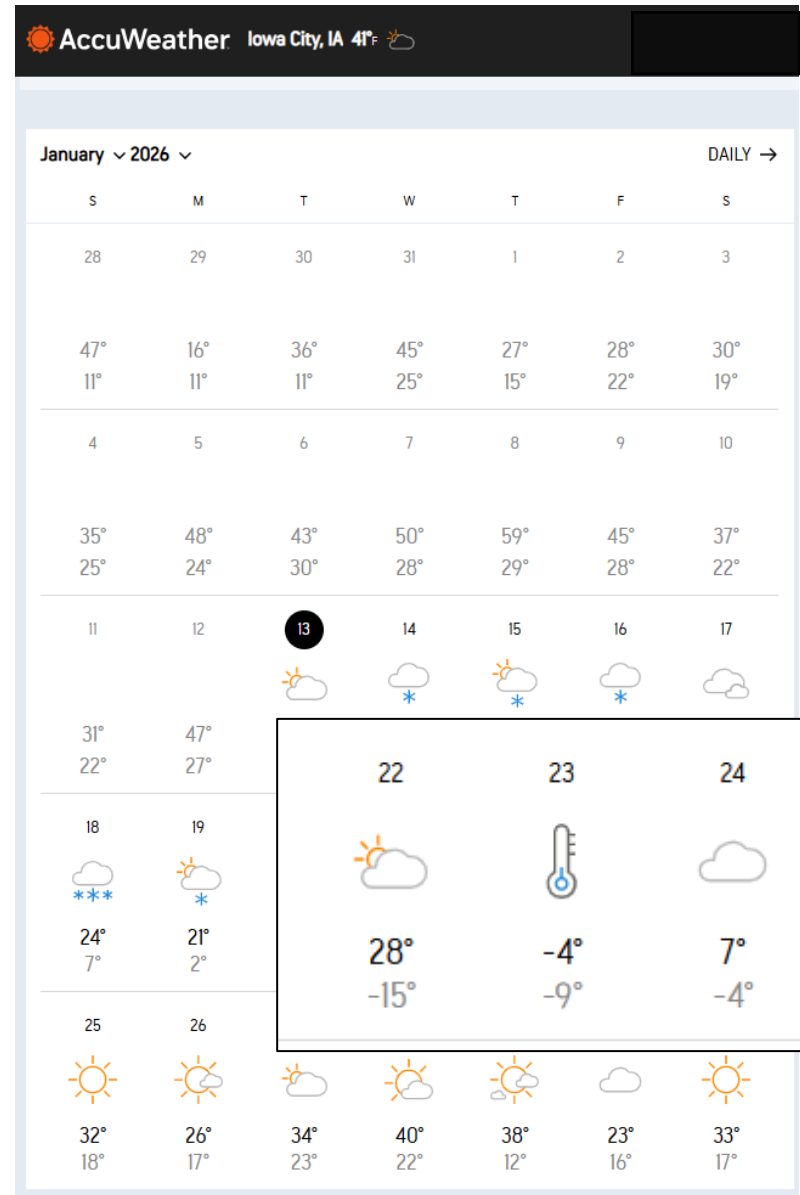 AccuWeather. Iowa City, IA 41°F
January 2026 DAILY →
S M T W T F S
28 29 30 31 1 2 3
47° 16° 36° 45° 27° 28° 30°
11° 11° 11° 25° 15° 22° 19°
4 5 6 7 8 9 10
35° 48° 43° 50° 59° 45° 37°
25° 24° 30° 28° 29° 28° 22°
11 12 13 14 15 16 17
31° 47°
22° 27°
18 19
24° 21°
7° 2°
22 23 24
28° -4° 7°
-15° -9° -4°
25 26
32° 26° 34° 40° 38° 23° 33°
18° 17° 23° 22° 12° 16° 17°